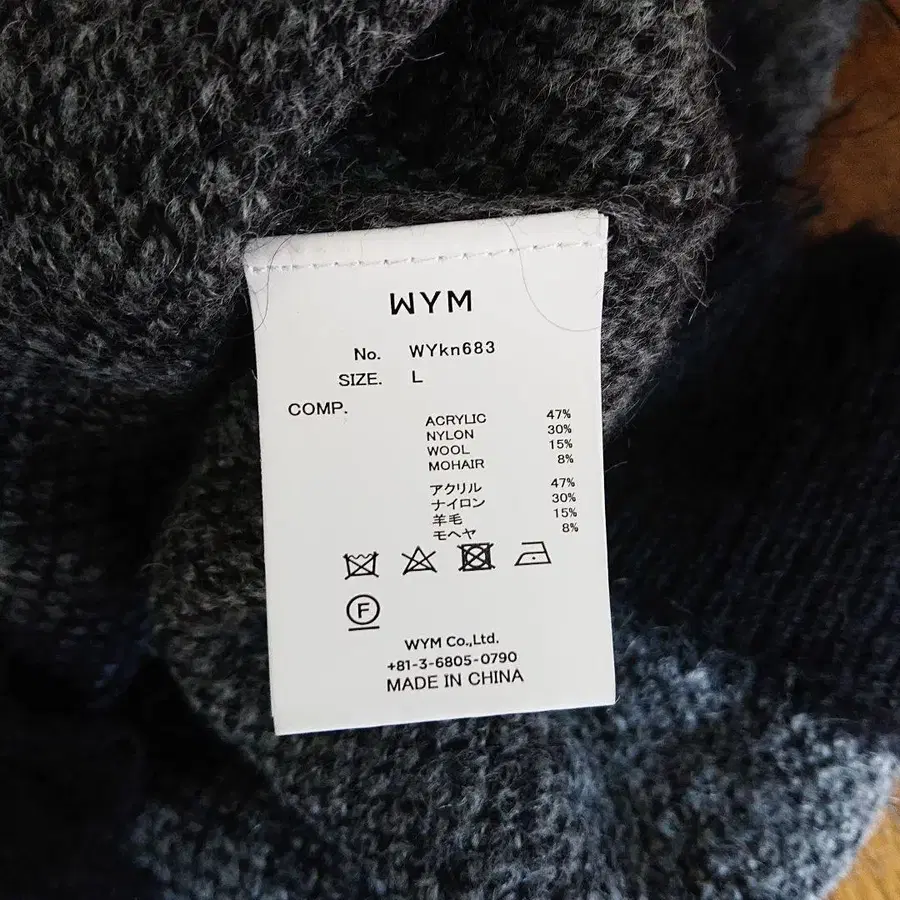 WYM
No. WYkn683
SIZE. L
COMP.
ACRYLIC 47%
NYLON 30%
WOOL 15%
MOHAIR 8%
アクリル 47%
ナイロン 30%
羊毛 15%
モヘヤ 8%
F
WYM Co.,Ltd.
+81-3-6805-0790
MADE IN CHINA